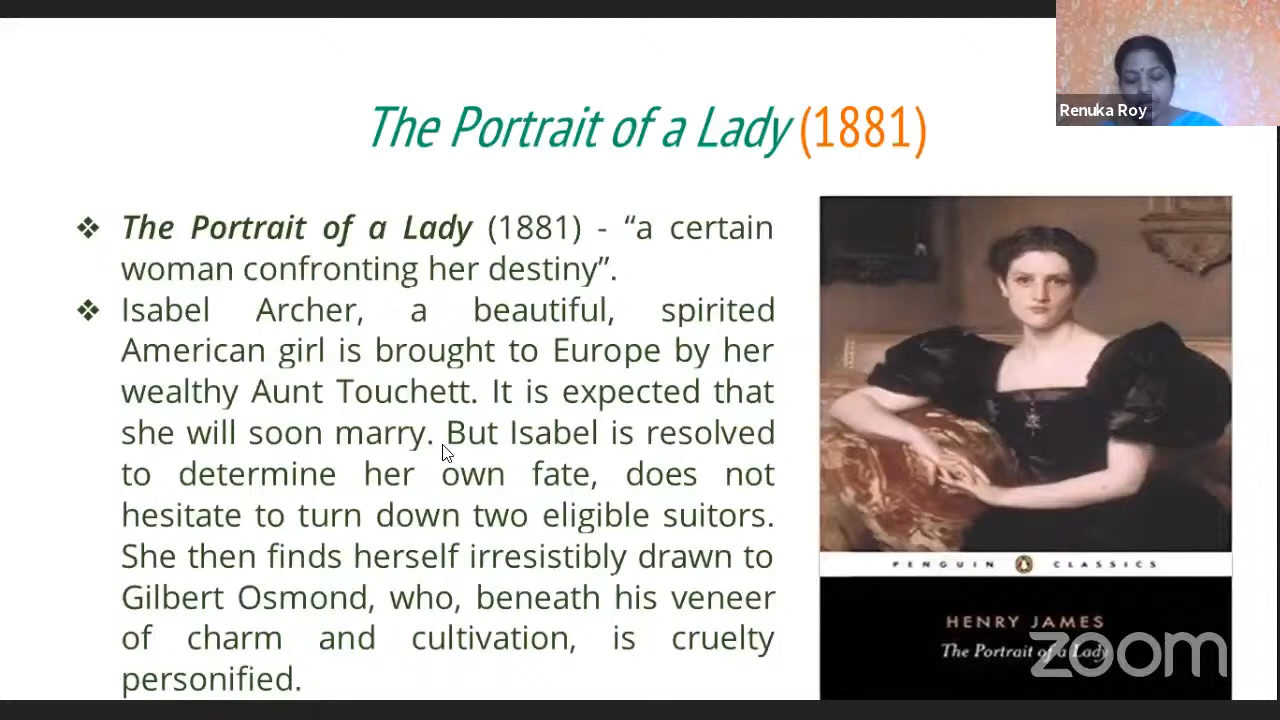 Renuka Roy
The Portrait of a Lady (1881)
❖ The Portrait of a Lady (1881) - “a certain
woman confronting her destiny”.
❖ Isabel Archer, a beautiful, spirited
American girl is brought to Europe by her
wealthy Aunt Touchett. It is expected that
she will soon marry. But Isabel is resolved
to determine her own fate, does not
hesitate to turn down two eligible suitors.
She then finds herself irresistibly drawn to
Gilbert Osmond, who, beneath his veneer
of charm and cultivation, is cruelty
personified.
PENGUIN CLASSICS
HENRY JAMES
The Portrait of a Lady
zoom